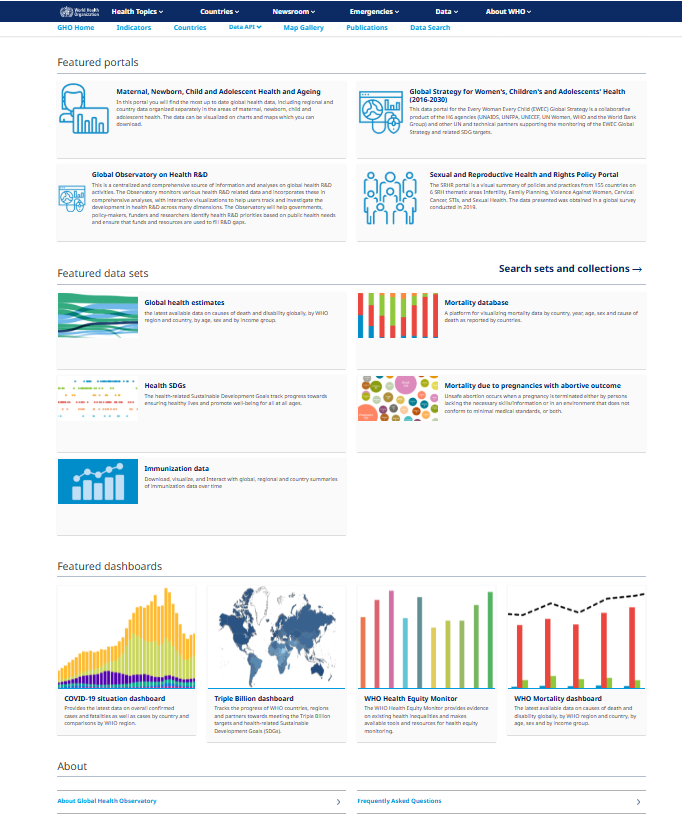 World Health Organization
Health Topics
Countries
Newsroom
Emergencies
Data
About WHO
GHO Home
Indicators
Countries
Data API
Map Gallery
Publications
Data Search
Featured portals
Maternal, Newborn, Child and Adolescent Health and Ageing
In this portal you will find the most up to date global health data, including regional and
country data organized separately in the areas of maternal, newborn, child and
adolescent health. The data can be visualized on charts and maps which you can
download.
Global Strategy for Women's, Children's and Adolescents' Health
(2016-2030)
This data portal for the Every Woman Every Child (EWEC) Global Strategy is a collaborative
product of the H6 agencies (UNAIDS, UNFPA, UNICEF, UN Women, WHO and the World Bank
Group) and other UN and technical partners supporting the monitoring of the EWEC Global
Strategy and related SDG targets.
Global Observatory on Health R&D
This is a centralized and comprehensive source of information and analyses on global health R&D
activities. The Observatory monitors various health R&D related data and incorporates these in
comprehensive analyses, with interactive visualizations to help users track and investigate the
development in health R&D across many dimensions. The Observatory will help governments,
policy-makers, funders and researchers identify health R&D priorities based on public health needs
and ensure that funds and resources are used to fill R&D gaps.
Sexual and Reproductive Health and Rights Policy Portal
The SRHR portal is a visual summary of policies and practices from 155 countries on
6 SRH thematic areas Infertility, Family Planning, Violence Against Women, Cervical
Cancer, STIs, and Sexual Health. The data presented was obtained in a global survey
conducted in 2019.
Featured data sets
Search sets and collections →
Global health estimates
the latest available data on causes of death and disability globally, by WHO
region and country, by age, sex and by income group.
Mortality database
A platform for visualizing mortality data by country, year, age, sex and cause of
death as reported by countries.
Health SDGs
The health-related Sustainable Development Goals track progress towards
ensuring healthy lives and promote well-being for all at all ages.
Mortality due to pregnancies with abortive outcome
Unsafe abortion occurs when a pregnancy is terminated either by persons
lacking the necessary skills/information or in an environment that does not
conform to minimal medical standards, or both.
Immunization data
Download, visualize, and Interact with global, regional and country summaries
of immunization data over time
Featured dashboards
COVID-19 situation dashboard
Provides the latest data on overall confirmed
cases and fatalities as well as cases by country and
comparisons by WHO region.
Triple Billion dashboard
Tracks the progress of WHO countries,
regions and partners towards meeting the Triple Billion
targets and health-related Sustainable
Development Goals (SDGs).
WHO Health Equity Monitor
The WHO Health Equity Monitor provides evidence
on existing health inequalities and makes
available tools and resources for health equity
monitoring.
WHO Mortality dashboard
The latest available data on causes of death and
disability globally, by WHO region and country, by
age, sex and by income group.
About
About Global Health Observatory
Frequently Asked Questions